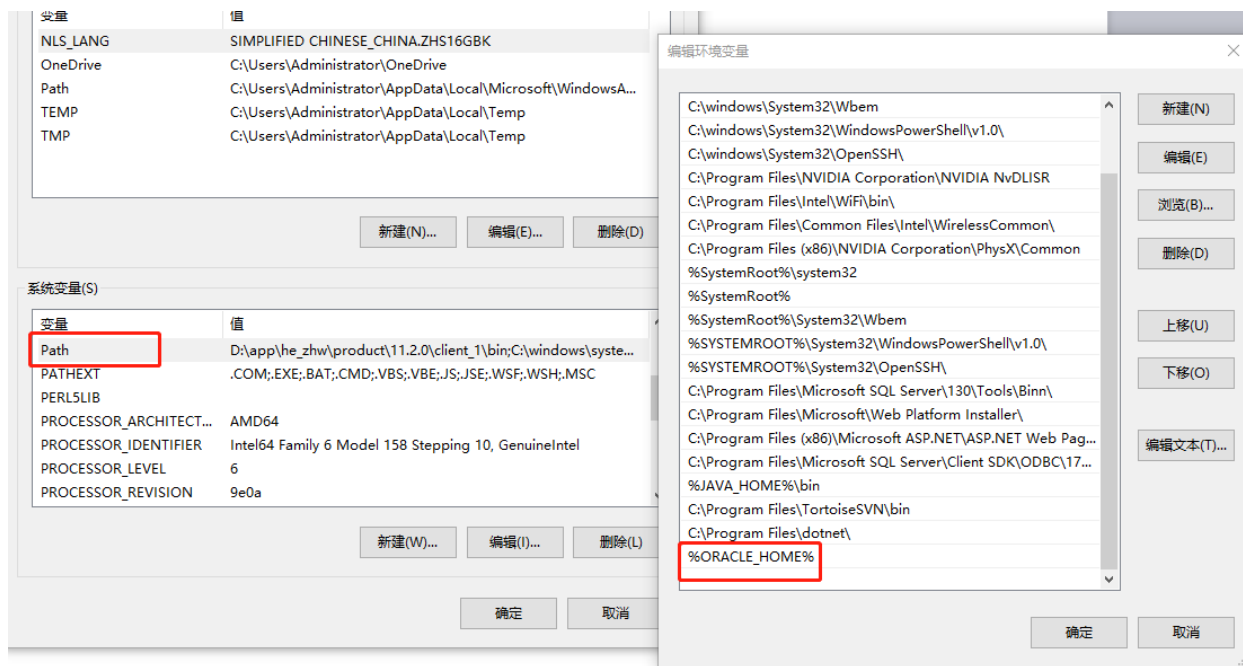 变量 值
NLS_LANG SIMPLIFIED CHINESE_CHINA.ZHS16GBK
OneDrive C:\Users\Administrator\OneDrive
Path C:\Users\Administrator\AppData\Local\Microsoft\WindowsA...
TEMP C:\Users\Administrator\AppData\Local\Temp
TMP C:\Users\Administrator\AppData\Local\Temp
新建(N)... 编辑(E)... 删除(D)
系统变量(S)
变量 值
Path D:\app\he_zhw\product\11.2.0\client_1\bin;C:\windows\syste...
PATHEXT .COM;.EXE;.BAT;.CMD;.VBS;.VBE;.JS;.JSE;.WSF;.WSH;.MSC
PERL5LIB
PROCESSOR_ARCHITECT... AMD64
PROCESSOR_IDENTIFIER Intel64 Family 6 Model 158 Stepping 10, GenuineIntel
PROCESSOR_LEVEL 6
PROCESSOR_REVISION 9e0a
新建(W)... 编辑(I)... 删除(L)
确定 取消
编辑环境变量
C:\windows\System32\Wbem
C:\windows\System32\WindowsPowerShell\v1.0\
C:\windows\System32\OpenSSH\
C:\Program Files\NVIDIA Corporation\NVIDIA NvDLISR
C:\Program Files\Intel\WiFi\bin\
C:\Program Files\Common Files\Intel\WirelessCommon\
C:\Program Files (x86)\NVIDIA Corporation\PhysX\Common
%SystemRoot%\system32
%SystemRoot%
%SystemRoot%\System32\Wbem
%SYSTEMROOT%\System32\WindowsPowerShell\v1.0\
%SYSTEMROOT%\System32\OpenSSH\
C:\Program Files\Microsoft SQL Server\130\Tools\Binn\
C:\Program Files\Microsoft\Web Platform Installer\
C:\Program Files (x86)\Microsoft ASP.NET\ASP.NET Web Pag...
C:\Program Files\Microsoft SQL Server\Client SDK\ODBC\17...
%JAVA_HOME%\bin
C:\Program Files\TortoiseSVN\bin
C:\Program Files\dotnet\
%ORACLE_HOME%
新建(N)
编辑(E)
浏览(B)...
删除(D)
上移(U)
下移(O)
编辑文本(T)...
确定 取消